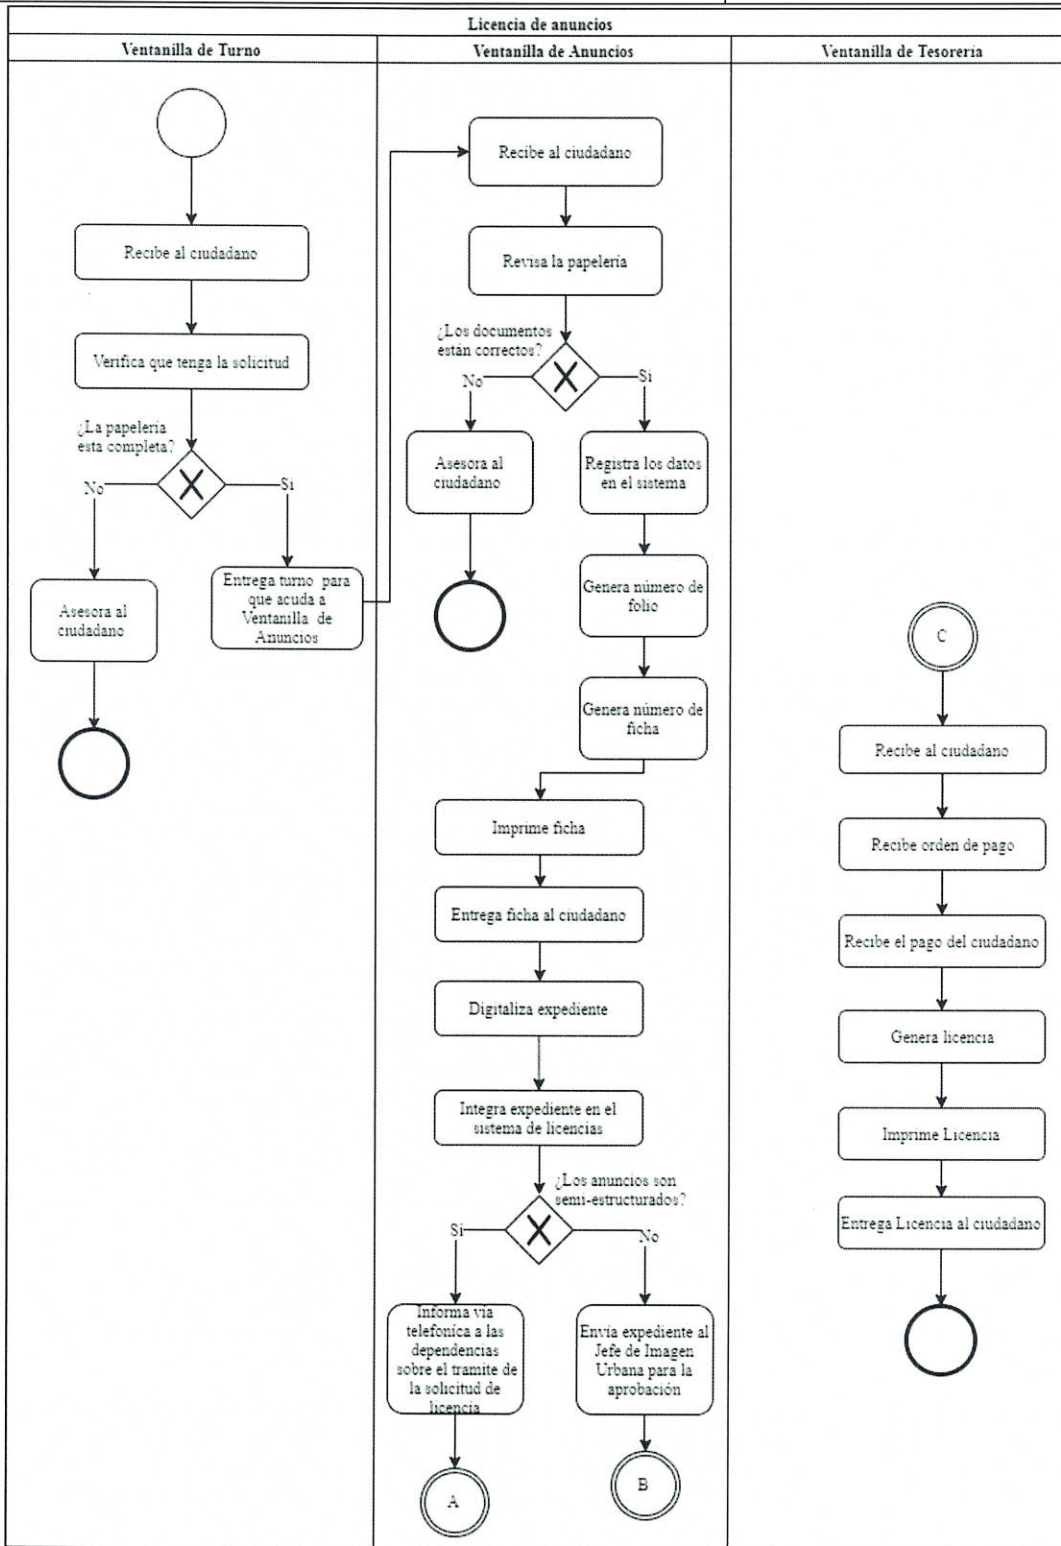 Licencia de anuncios
Ventanilla de Turno
Ventanilla de Anuncios
Ventanilla de Tesorería
Recibe al ciudadano
Verifica que tenga la solicitud
¿La papelería
esta completa?
No
Si
Asesora al
ciudadano
Entrega turno para
que acuda a
Ventanilla de
Anuncios
Recibe al ciudadano
Revisa la papelería
¿Los documentos
están correctos?
No
Si
Asesora al
ciudadano
Registra los datos
en el sistema
Genera número de
folio
Genera número de
ficha
Imprime ficha
Entrega ficha al ciudadano
Digitaliza expediente
Integra expediente en el
sistema de licencias
¿Los anuncios son
semi-estructurados?
Si
No
Informa vía
telefonica a las
dependencias
sobre el tramite de
la solicitud de
licencia
Envía expediente al
Jefe de Imagen
Urbana para la
aprobación
A
B
C
Recibe al ciudadano
Recibe orden de pago
Recibe el pago del ciudadano
Genera licencia
Imprime Licencia
Entrega Licencia al ciudadano